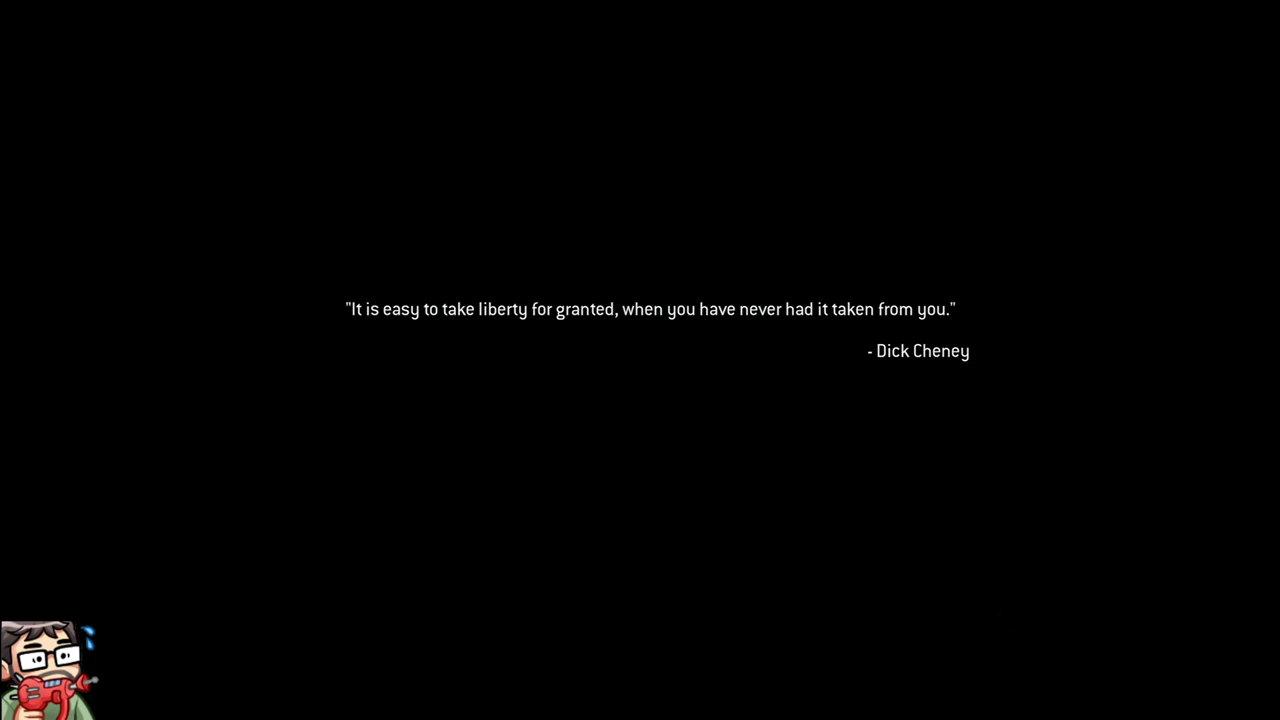 "It is easy to take liberty for granted, when you have never had it taken from you."
- Dick Cheney